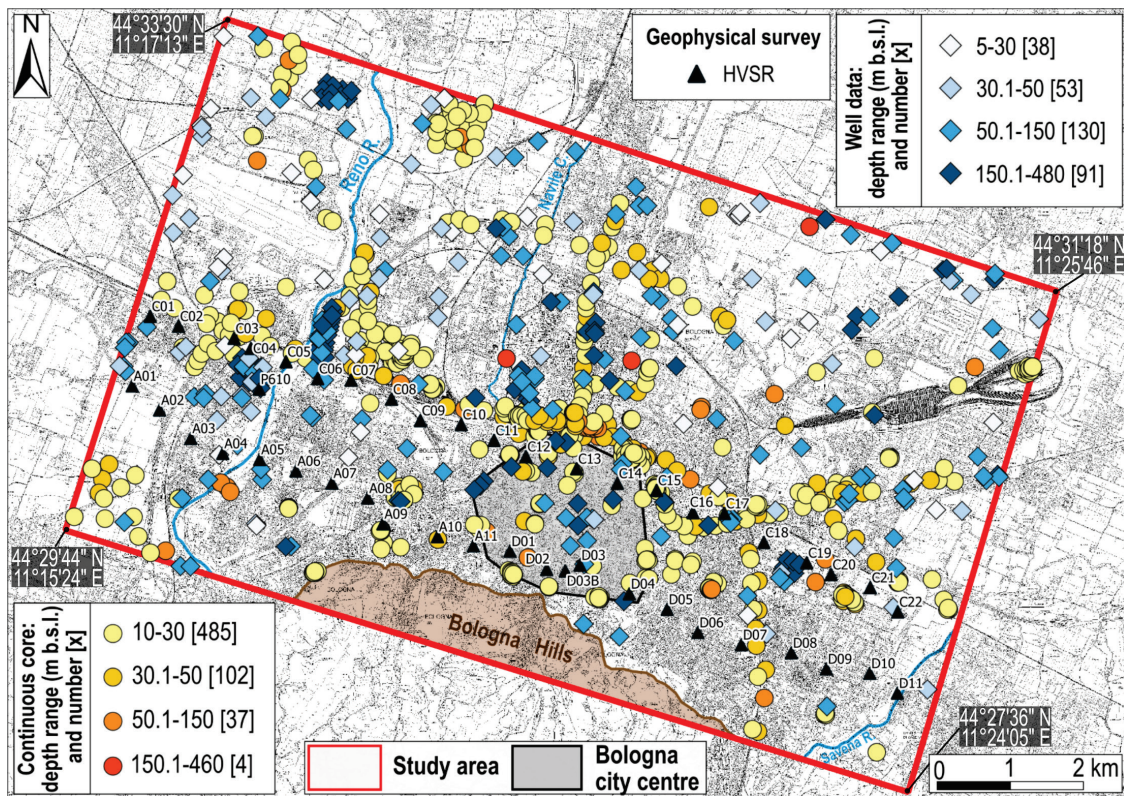 44°33'30" N
11°17'13" E
N
Geophysical survey
HVSR
Well data:
depth range (m b.s.l.)
and number [x]
5-30 [38]
30.1-50 [53]
50.1-150 [130]
150.1-480 [91]
Reno R.
Navile C.
44°31'18" N
11°25'46" E
BOLOGNA
C01
C02
C03
C04
C05
C06
C07
P610
A01
A02
A03
A04
A05
A06
A07
A08
A09
A10
A11
C08
C09
C10
C11
C12
C13
C14
C15
C16
C17
C18
C19
C20
C21
C22
D01
D02
D03
D03B
D04
D05
D06
D07
D08
D09
D10
D11
44°29'44" N
11°15'24" E
Bologna Hills
Savena R.
44°27'36" N
11°24'05" E
Continuous core:
depth range (m b.s.l.)
and number [x]
10-30 [485]
30.1-50 [102]
50.1-150 [37]
150.1-460 [4]
Study area
Bologna
city centre
0 1 2 km